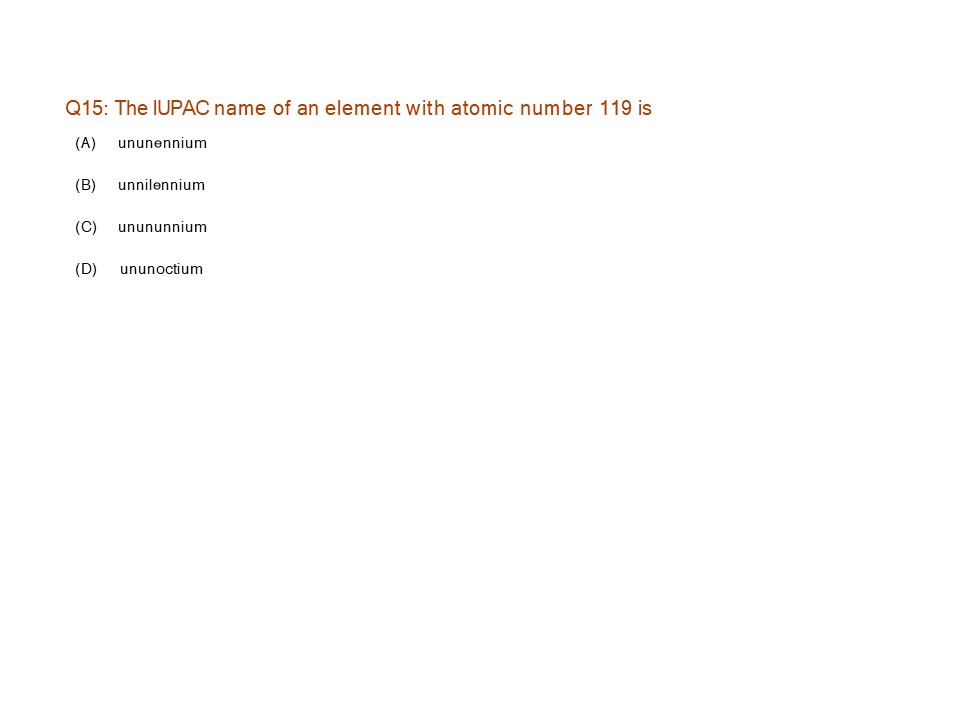 Q15: The IUPAC name of an element with atomic number 119 is
(A) ununennium
(B) unnilennium
(C) unununnium
(D) ununoctium